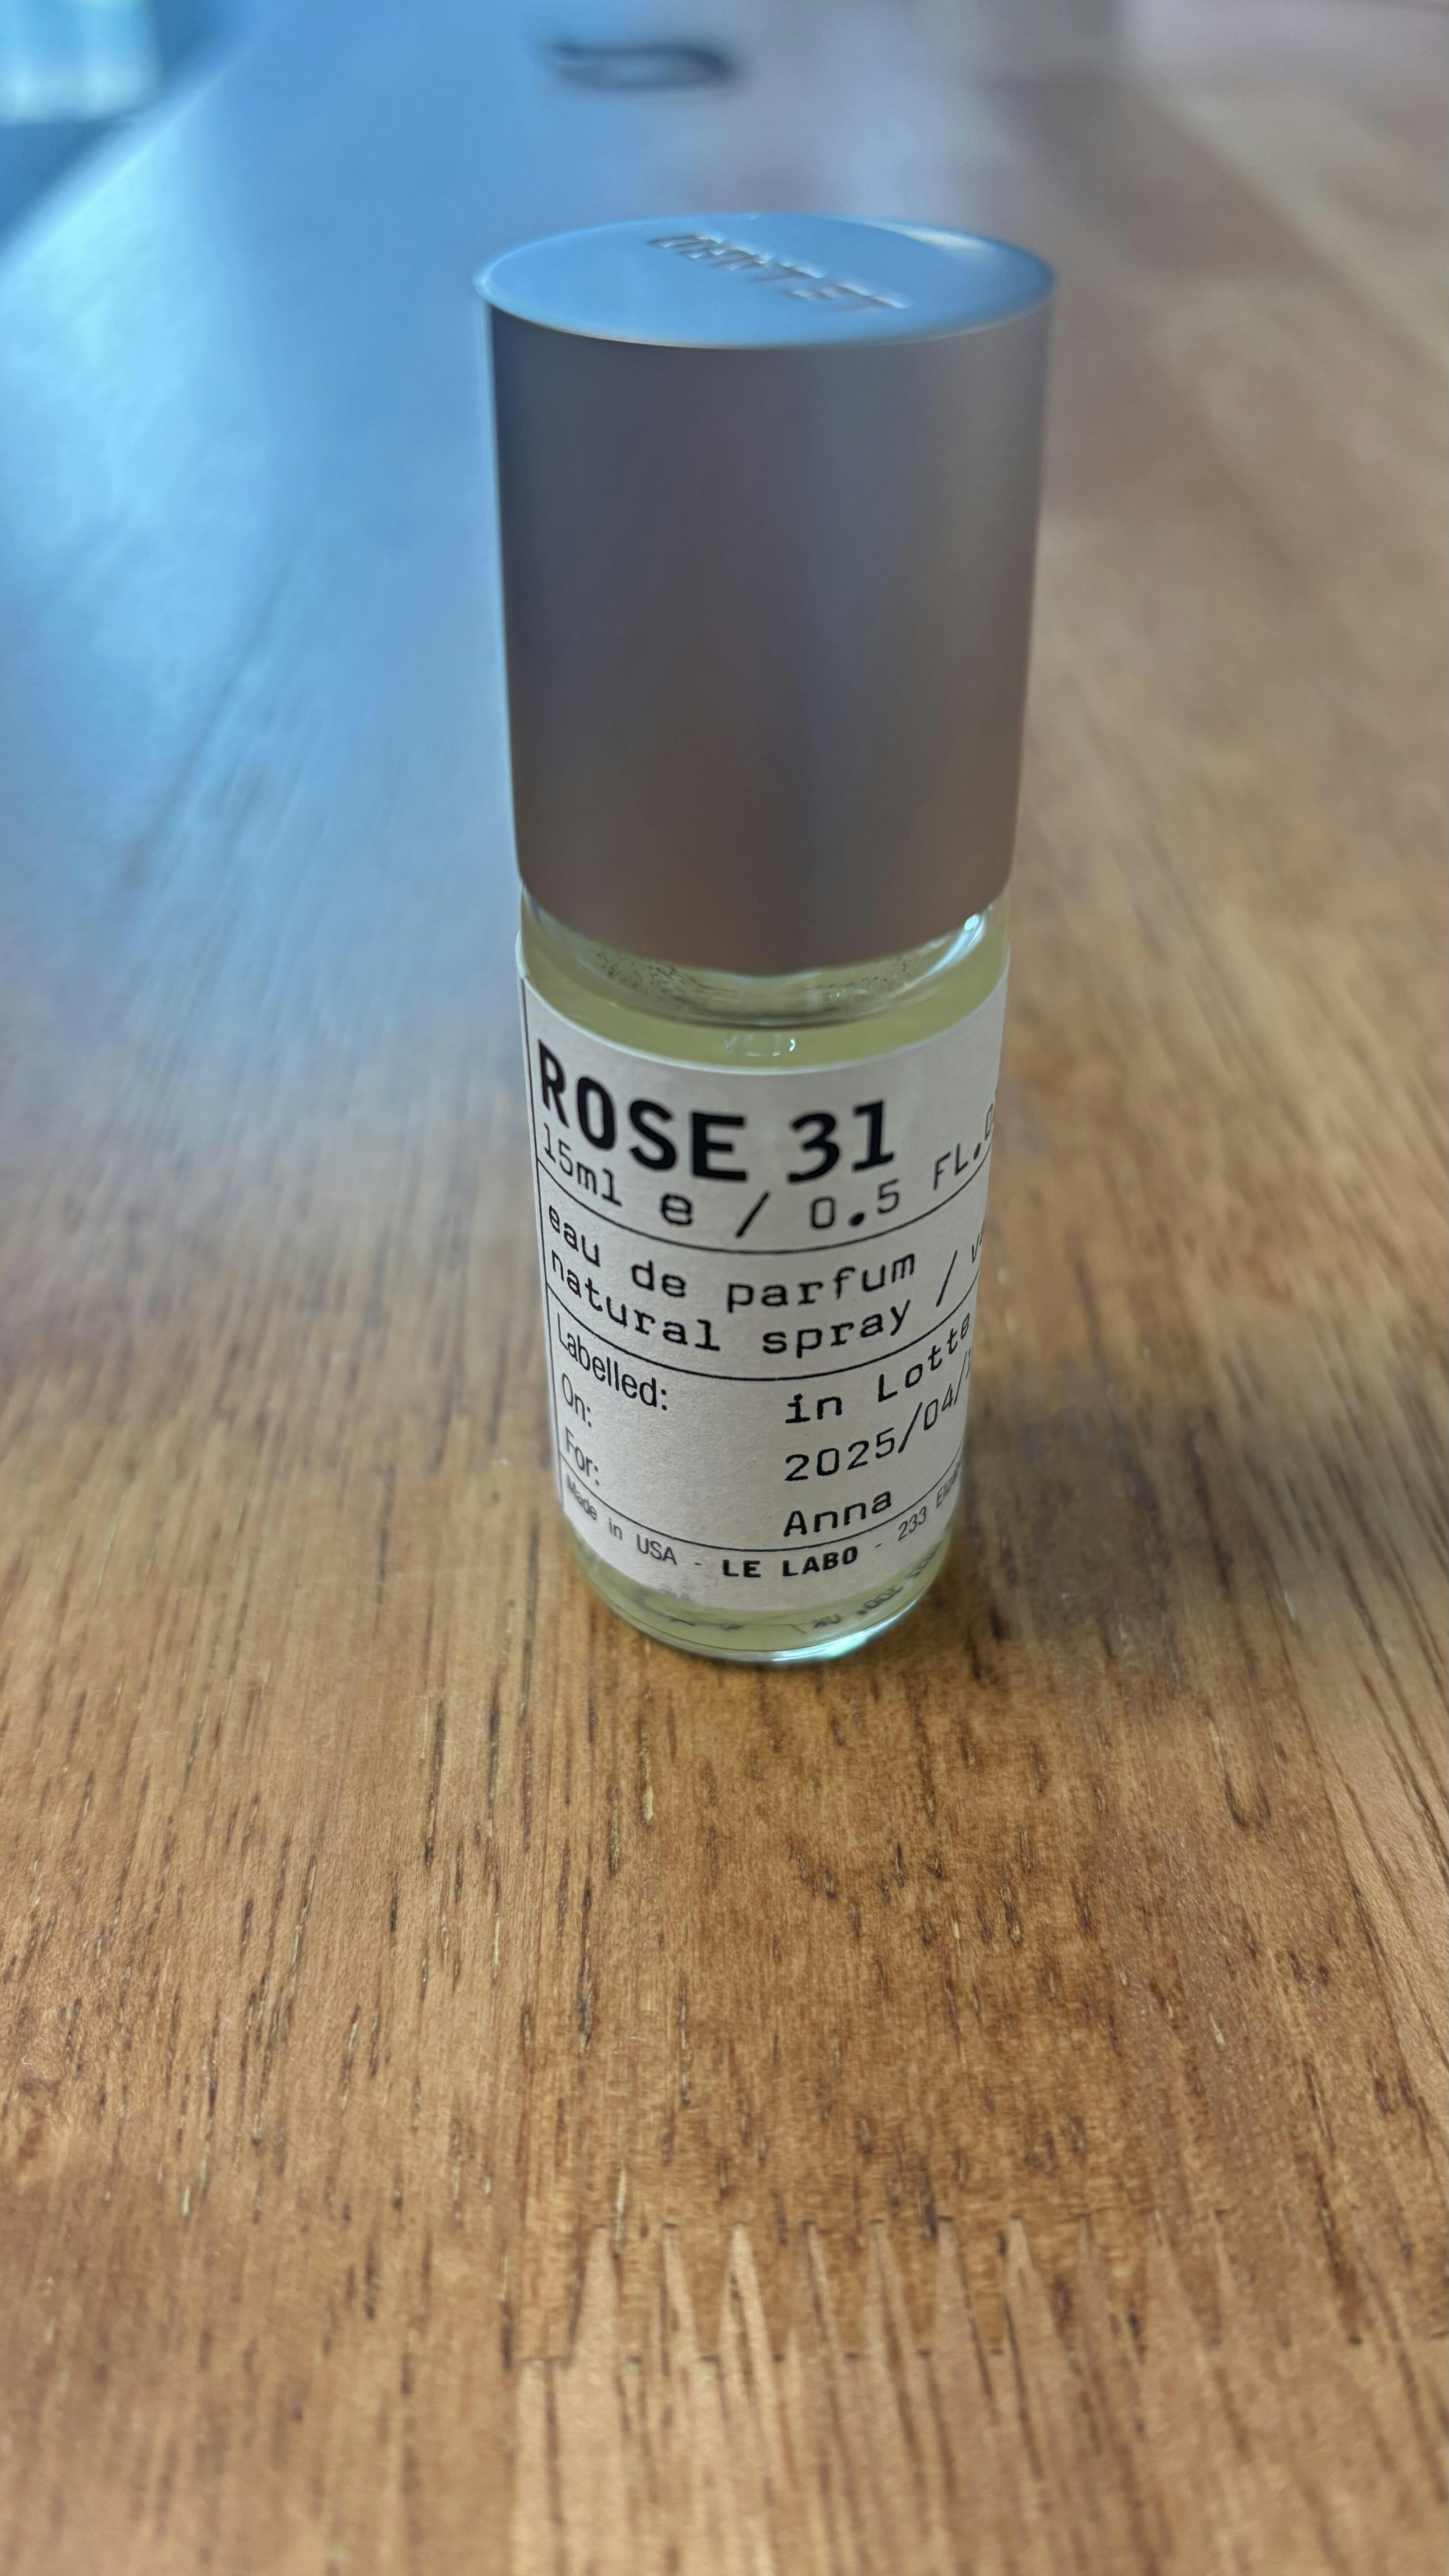 LE LABO
ROSE 31
15ml e / 0.5 FL.
eau de parfum
natural spray /
Labelled: in Lotte
On: 2025/04/
For: Anna
Made in USA - LE LABO - 233